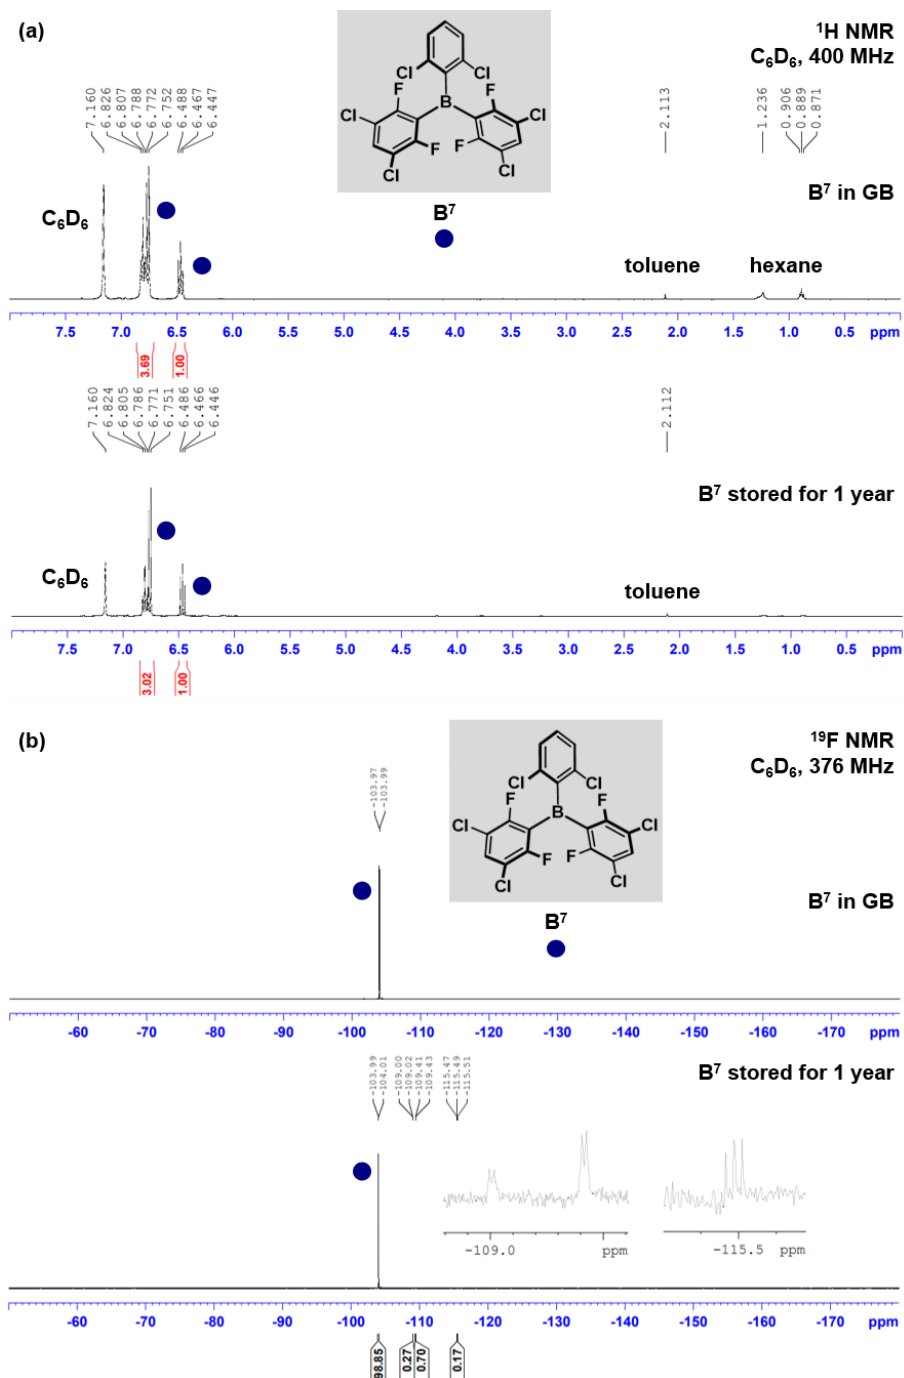 (a)
¹H NMR
C₆D₆, 400 MHz
7.160
6.826
6.807
6.788
6.772
6.752
6.488
6.467
6.447
2.113
1.236
0.906
0.889
0.871
Cl
Cl
F
F
B
Cl
Cl
F
F
Cl
Cl
B⁷
B⁷ in GB
C₆D₆
toluene
hexane
7.5 7.0 6.5 6.0 5.5 5.0 4.5 4.0 3.5 3.0 2.5 2.0 1.5 1.0 0.5 ppm
3.69
1.00
7.160
6.824
6.805
6.786
6.771
6.751
6.486
6.466
6.446
2.112
B⁷ stored for 1 year
C₆D₆
toluene
7.5 7.0 6.5 6.0 5.5 5.0 4.5 4.0 3.5 3.0 2.5 2.0 1.5 1.0 0.5 ppm
3.02
1.00
(b)
¹⁹F NMR
C₆D₆, 376 MHz
-103.97
-103.99
Cl
Cl
F
F
B
Cl
Cl
F
F
Cl
Cl
B⁷
B⁷ in GB
-60 -70 -80 -90 -100 -110 -120 -130 -140 -150 -160 -170 ppm
-103.99
-104.01
-109.00
-109.02
-109.41
-109.43
-115.47
-115.49
-115.51
B⁷ stored for 1 year
-109.0 ppm
-115.5 ppm
-60 -70 -80 -90 -100 -110 -120 -130 -140 -150 -160 -170 ppm
98.85
0.27
0.70
0.17